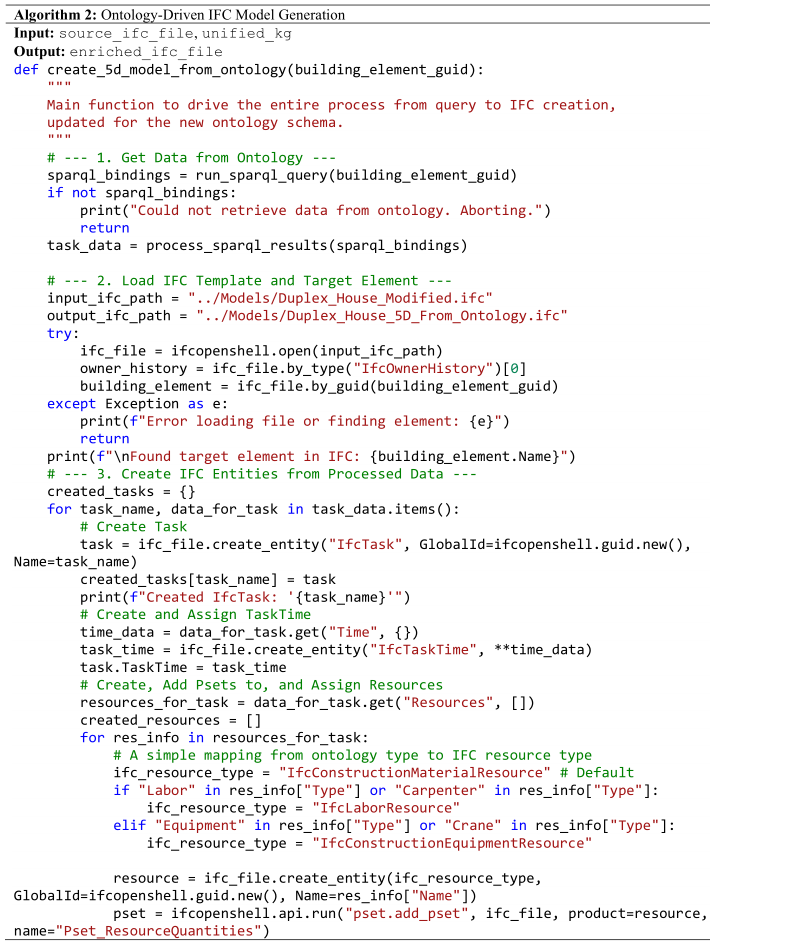 Algorithm 2: Ontology-Driven IFC Model Generation
Input: source_ifc_file, unified_kg
Output: enriched_ifc_file
def create_5d_model_from_ontology(building_element_guid):
    """
    Main function to drive the entire process from query to IFC creation,
    updated for the new ontology schema.
    """
    # --- 1. Get Data from Ontology ---
    sparql_bindings = run_sparql_query(building_element_guid)
    if not sparql_bindings:
        print("Could not retrieve data from ontology. Aborting.")
        return
    task_data = process_sparql_results(sparql_bindings)

    # --- 2. Load IFC Template and Target Element ---
    input_ifc_path = "../Models/Duplex_House_Modified.ifc"
    output_ifc_path = "../Models/Duplex_House_5D_From_Ontology.ifc"
    try:
        ifc_file = ifcopenshell.open(input_ifc_path)
        owner_history = ifc_file.by_type("IfcOwnerHistory")[0]
        building_element = ifc_file.by_guid(building_element_guid)
    except Exception as e:
        print(f"Error loading file or finding element: {e}")
        return
    print(f"\nFound target element in IFC: {building_element.Name}")
    # --- 3. Create IFC Entities from Processed Data ---
    created_tasks = {}
    for task_name, data_for_task in task_data.items():
        # Create Task
        task = ifc_file.create_entity("IfcTask", GlobalId=ifcopenshell.guid.new(),
Name=task_name)
        created_tasks[task_name] = task
        print(f"Created IfcTask: '{task_name}'")
        # Create and Assign TaskTime
        time_data = data_for_task.get("Time", {})
        task_time = ifc_file.create_entity("IfcTaskTime", **time_data)
        task.TaskTime = task_time
        # Create, Add Psets to, and Assign Resources
        resources_for_task = data_for_task.get("Resources", [])
        created_resources = []
        for res_info in resources_for_task:
            # A simple mapping from ontology type to IFC resource type
            ifc_resource_type = "IfcConstructionMaterialResource" # Default
            if "Labor" in res_info["Type"] or "Carpenter" in res_info["Type"]:
                ifc_resource_type = "IfcLaborResource"
            elif "Equipment" in res_info["Type"] or "Crane" in res_info["Type"]:
                ifc_resource_type = "IfcConstructionEquipmentResource"

            resource = ifc_file.create_entity(ifc_resource_type,
GlobalId=ifcopenshell.guid.new(), Name=res_info["Name"])
            pset = ifcopenshell.api.run("pset.add_pset", ifc_file, product=resource,
name="Pset_ResourceQuantities")